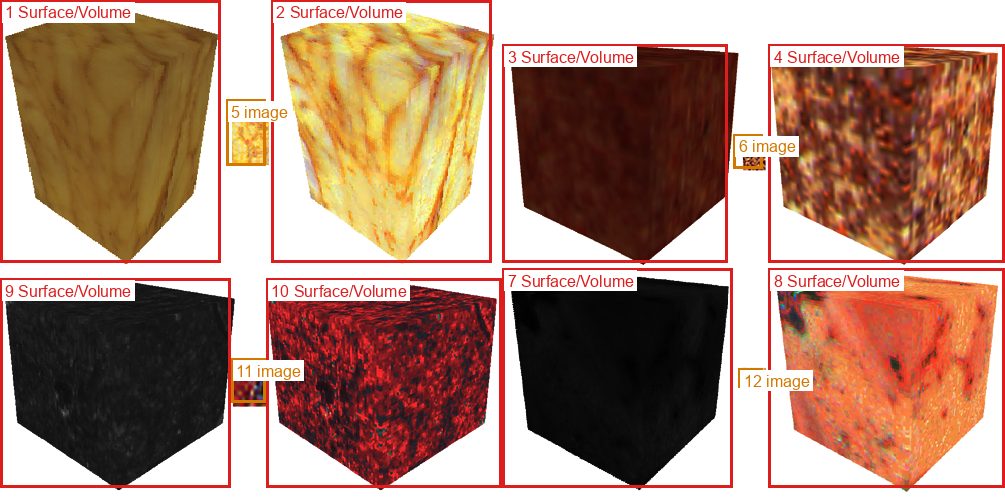 1 Surface/Volume
2 Surface/Volume
3 Surface/Volume
4 Surface/Volume
5 image
6 image
9 Surface/Volume
10 Surface/Volume
7 Surface/Volume
8 Surface/Volume
11 image
12 image